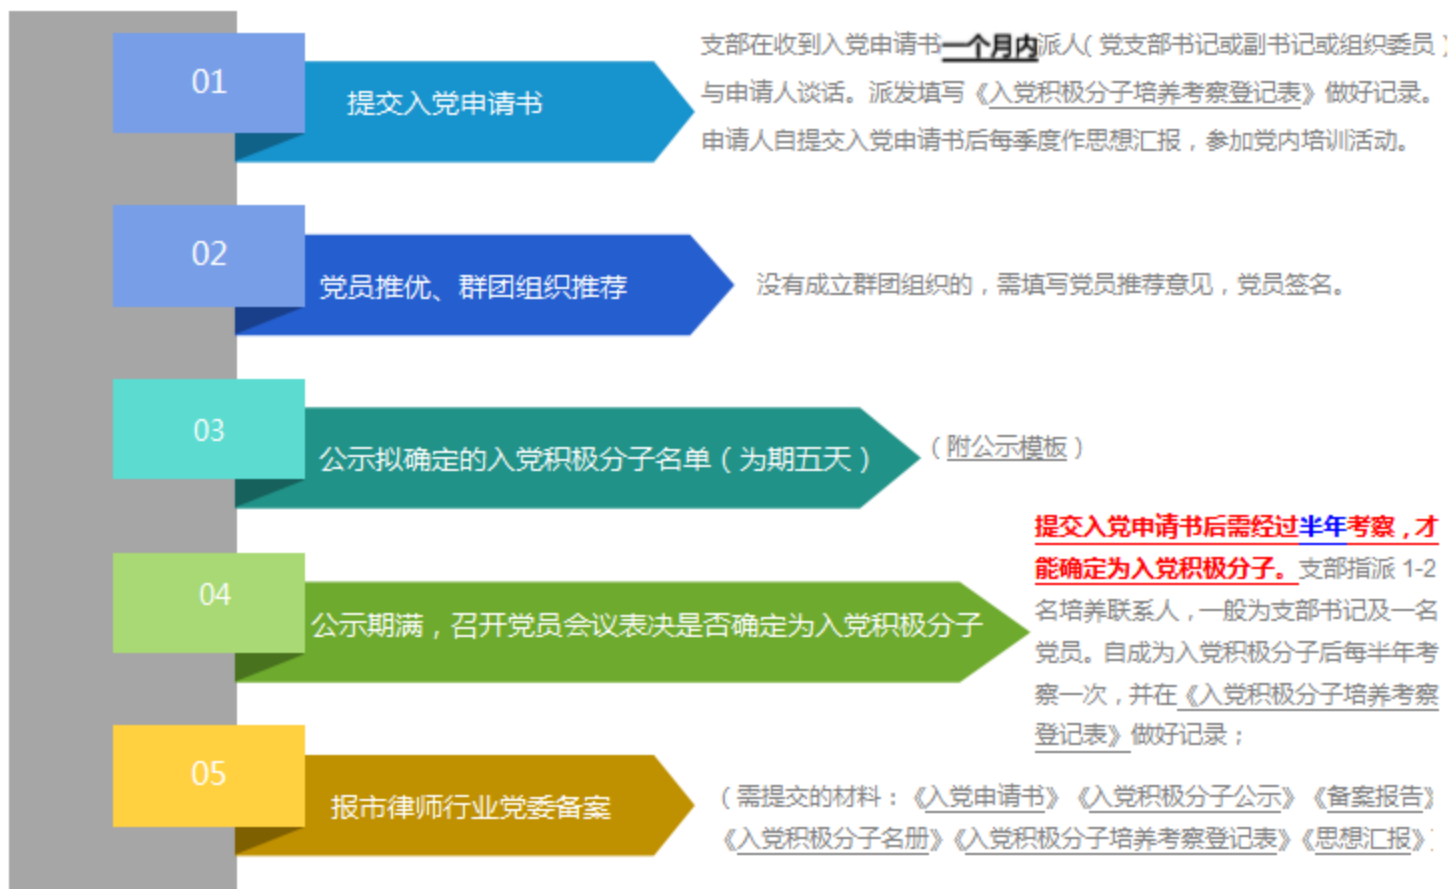 01
提交入党申请书
支部在收到入党申请书一个月内派人(党支部书记或副书记或组织委员)
与申请人谈话。派发填写《入党积极分子培养考察登记表》做好记录。
申请人自提交入党申请书后每季度作思想汇报，参加党内培训活动。
02
党员推优、群团组织推荐
没有成立群团组织的，需填写党员推荐意见，党员签名。
03
公示拟确定的入党积极分子名单（为期五天）
（附公示模板）
04
公示期满，召开党员会议表决是否确定为入党积极分子
提交入党申请书后需经过半年考察，才
能确定为入党积极分子。支部指派 1-2
名培养联系人，一般为支部书记及一名
党员。自成为入党积极分子后每半年考
察一次，并在《入党积极分子培养考察
登记表》做好记录；
05
报市律师行业党委备案
（需提交的材料：《入党申请书》《入党积极分子公示》《备案报告》
《入党积极分子名册》《入党积极分子培养考察登记表》《思想汇报》